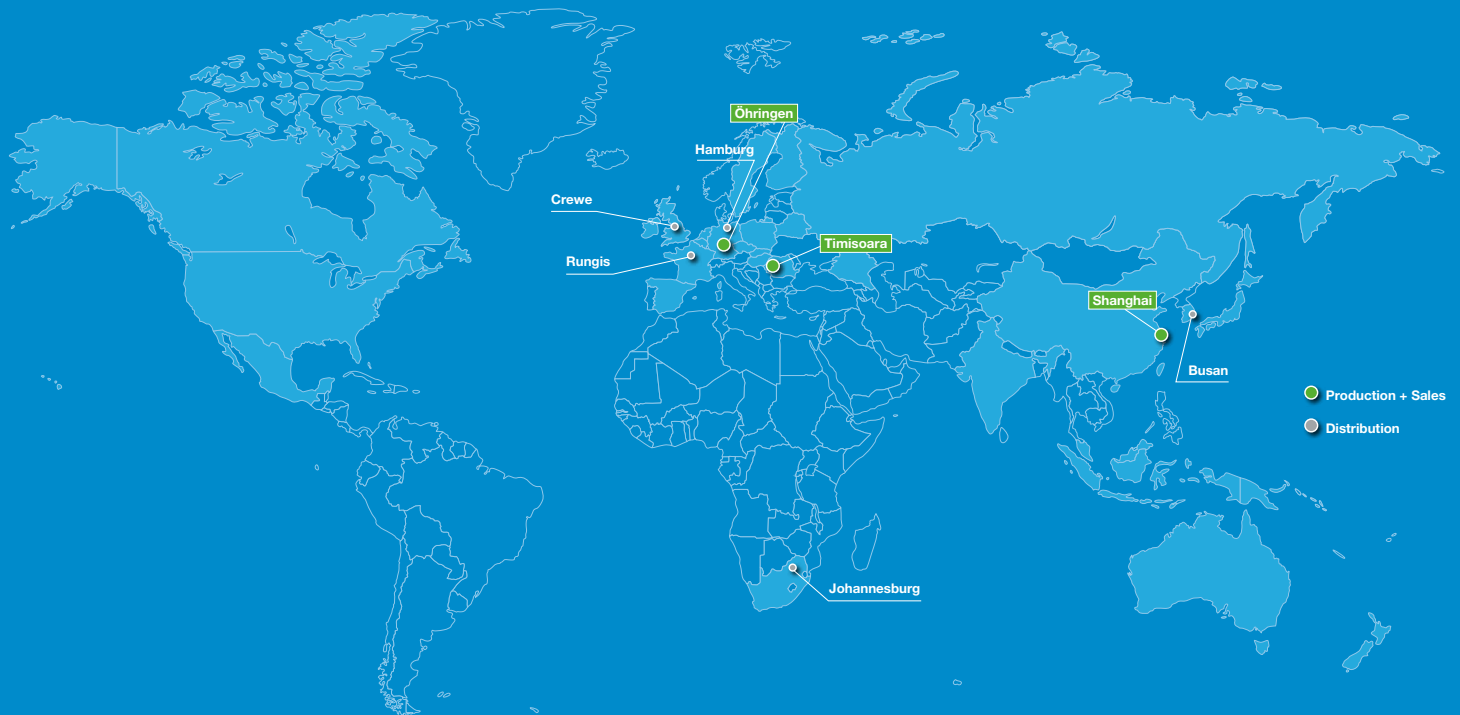 Öhringen
Hamburg
Crewe
Timisoara
Rungis
Shanghai
Busan
Production + Sales
Distribution
Johannesburg